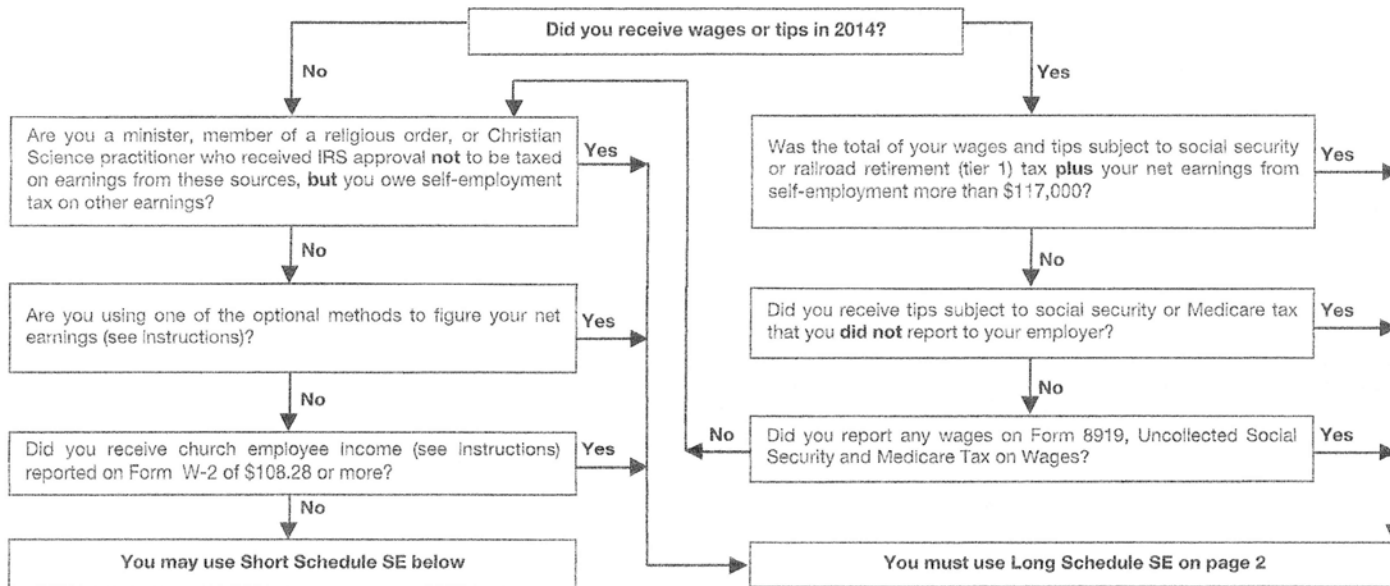 Did you receive wages or tips in 2014?
No
Yes
Are you a minister, member of a religious order, or Christian
Science practitioner who received IRS approval not to be taxed
on earnings from these sources, but you owe self-employment
tax on other earnings?
Yes
Was the total of your wages and tips subject to social security
or railroad retirement (tier 1) tax plus your net earnings from
self-employment more than $117,000?
Yes
No
No
Are you using one of the optional methods to figure your net
earnings (see instructions)?
Yes
Did you receive tips subject to social security or Medicare tax
that you did not report to your employer?
Yes
No
No
Did you receive church employee income (see instructions)
reported on Form W-2 of $108.28 or more?
Yes
No
Did you report any wages on Form 8919, Uncollected Social
Security and Medicare Tax on Wages?
Yes
No
You may use Short Schedule SE below
You must use Long Schedule SE on page 2